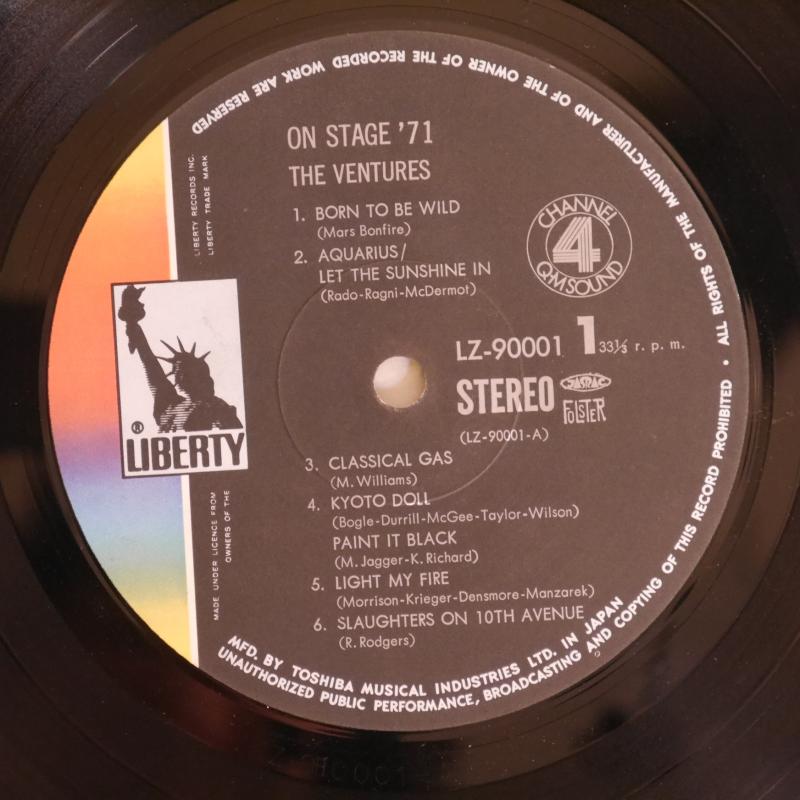 ON STAGE '71
THE VENTURES
1. BORN TO BE WILD
(Mars Bonfire)
2. AQUARIUS/
LET THE SUNSHINE IN
(Rado-Ragni-McDermot)
CHANNEL
4
QMSOUND
LZ-90001 1 33⅓ r. p. m.
STEREO
JASRAC
FOLSTER
(LZ-90001-A)
3. CLASSICAL GAS
(M. Williams)
4. KYOTO DOLL
(Bogle-Durrill-McGee-Taylor-Wilson)
PAINT IT BLACK
(M. Jagger-K. Richard)
5. LIGHT MY FIRE
(Morrison-Krieger-Densmore-Manzarek)
6. SLAUGHTERS ON 10TH AVENUE
(R. Rodgers)
®
LIBERTY
LIBERTY RECORDS INC.
LIBERTY TRADE MARK
MADE UNDER LICENCE FROM
OWNERS OF THE
MFD. BY TOSHIBA MUSICAL INDUSTRIES LTD. IN JAPAN
UNAUTHORIZED PUBLIC PERFORMANCE, BROADCASTING AND COPYING OF THIS RECORD PROHIBITED • ALL RIGHTS OF THE MANUFACTURER AND OF THE OWNER OF THE RECORDED WORK ARE RESERVED